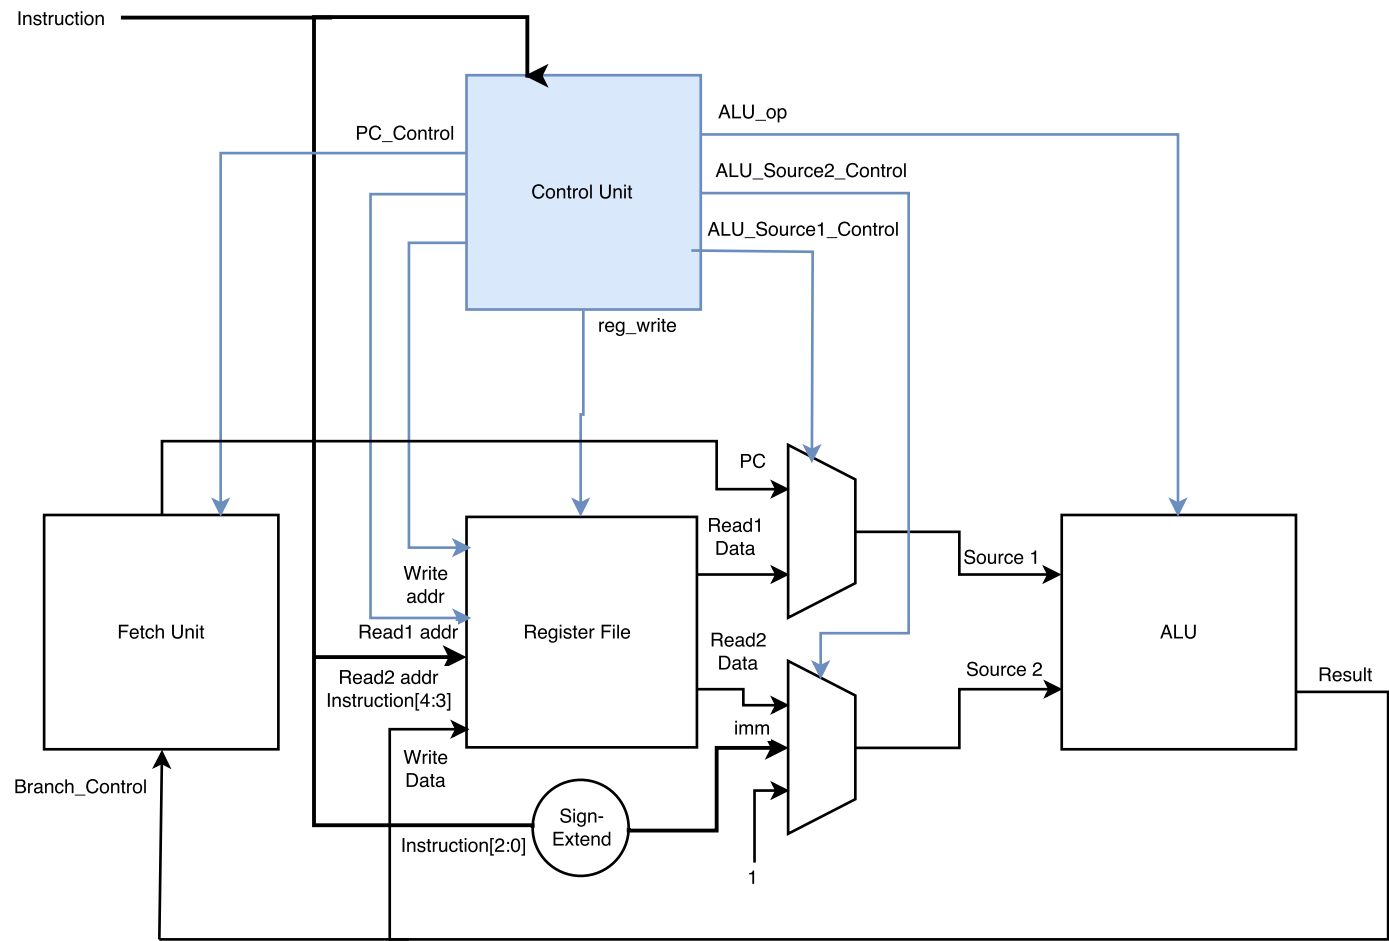 Instruction
ALU_op
PC_Control
ALU_Source2_Control
Control Unit
ALU_Source1_Control
reg_write
PC
Read1
Data
Source 1
Write
addr
Fetch Unit
Read1 addr
Register File
ALU
Read2
Data
Read2 addr
Instruction[4:3]
Source 2
Result
imm
Write
Data
Branch_Control
Sign-
Extend
Instruction[2:0]
1